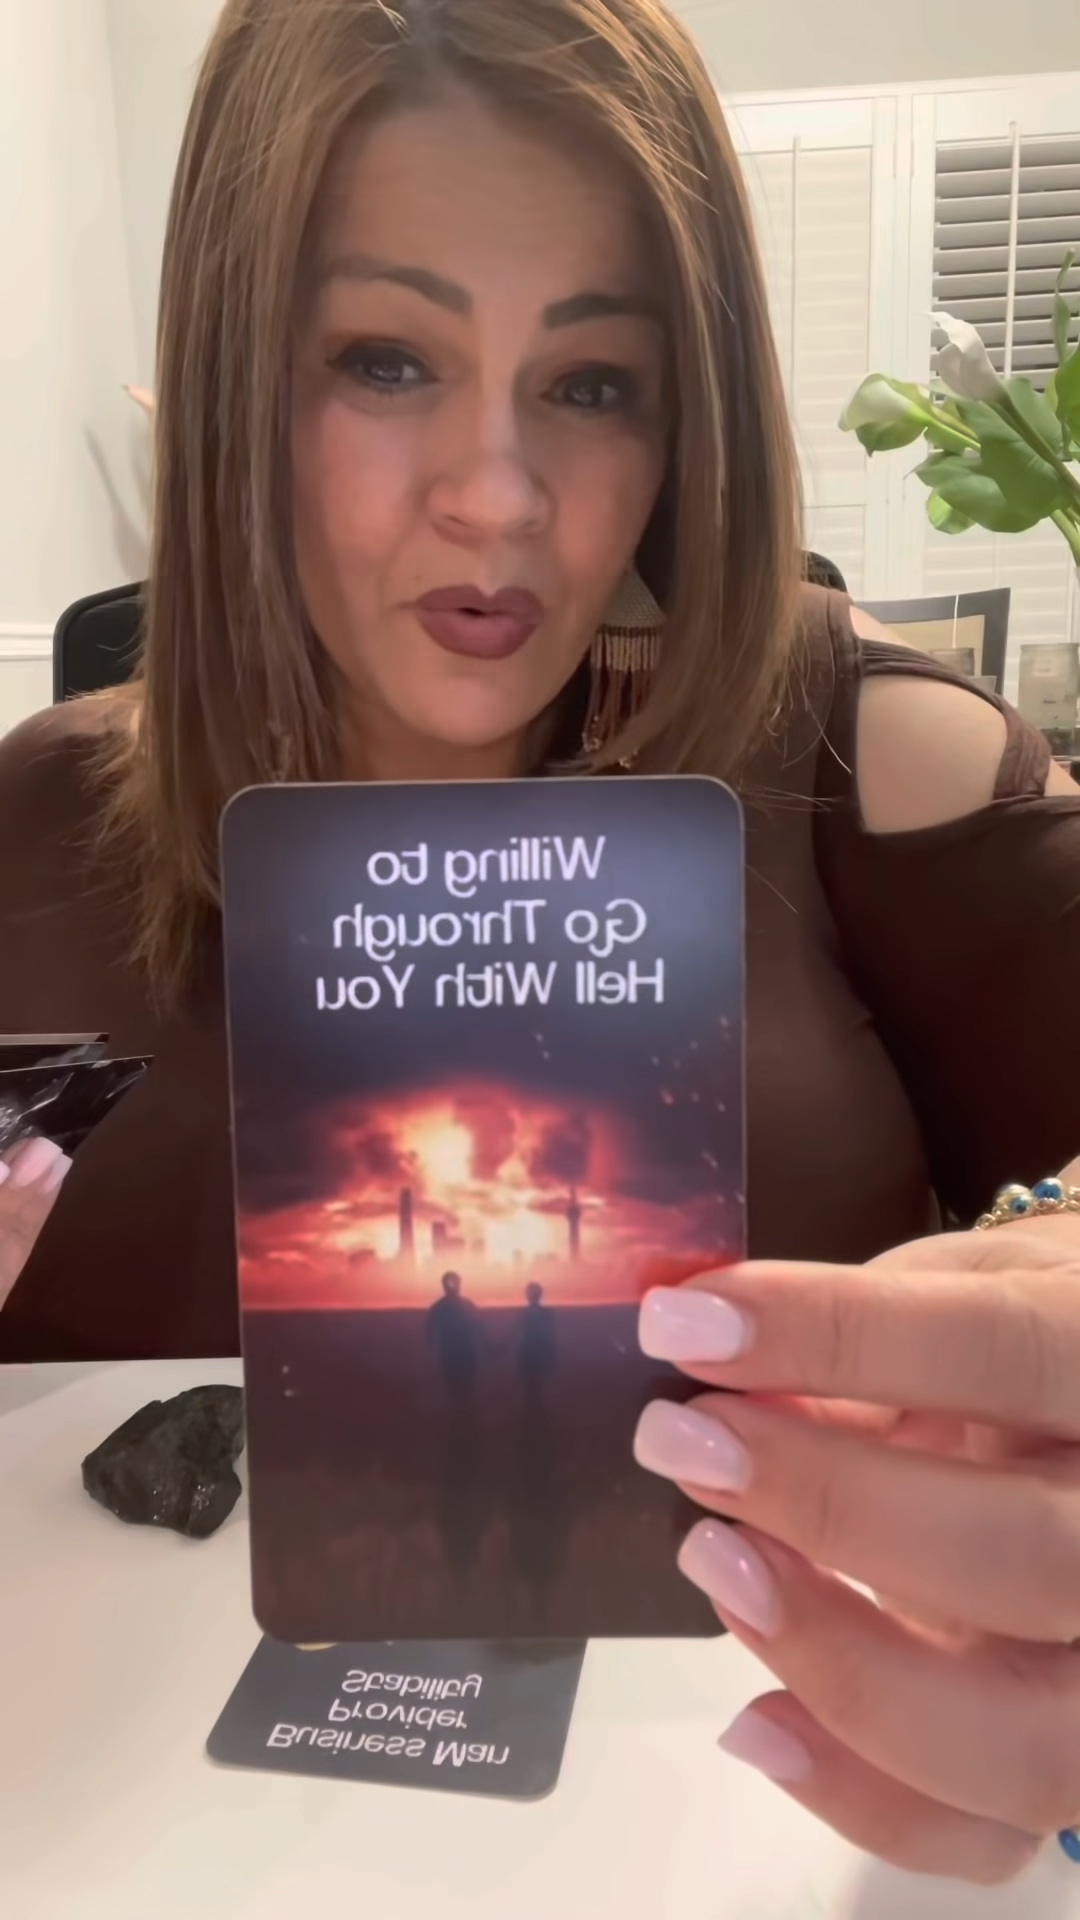 Willing to
Go Through
Hell With You
Business Man
Provider
Stability